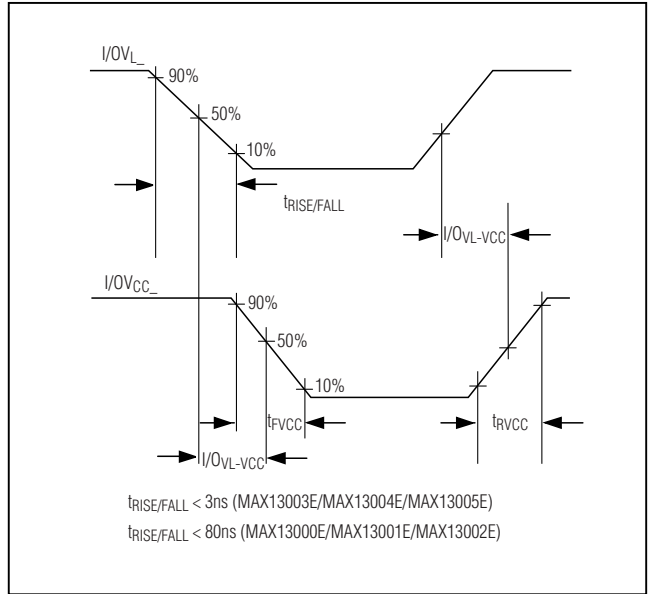 I/OVL_
90%
50%
10%
tRISE/FALL
I/OVL-VCC
I/OVCC_
90%
50%
10%
tFVCC
tRVCC
I/OVL-VCC
tRISE/FALL < 3ns (MAX13003E/MAX13004E/MAX13005E)
tRISE/FALL < 80ns (MAX13000E/MAX13001E/MAX13002E)